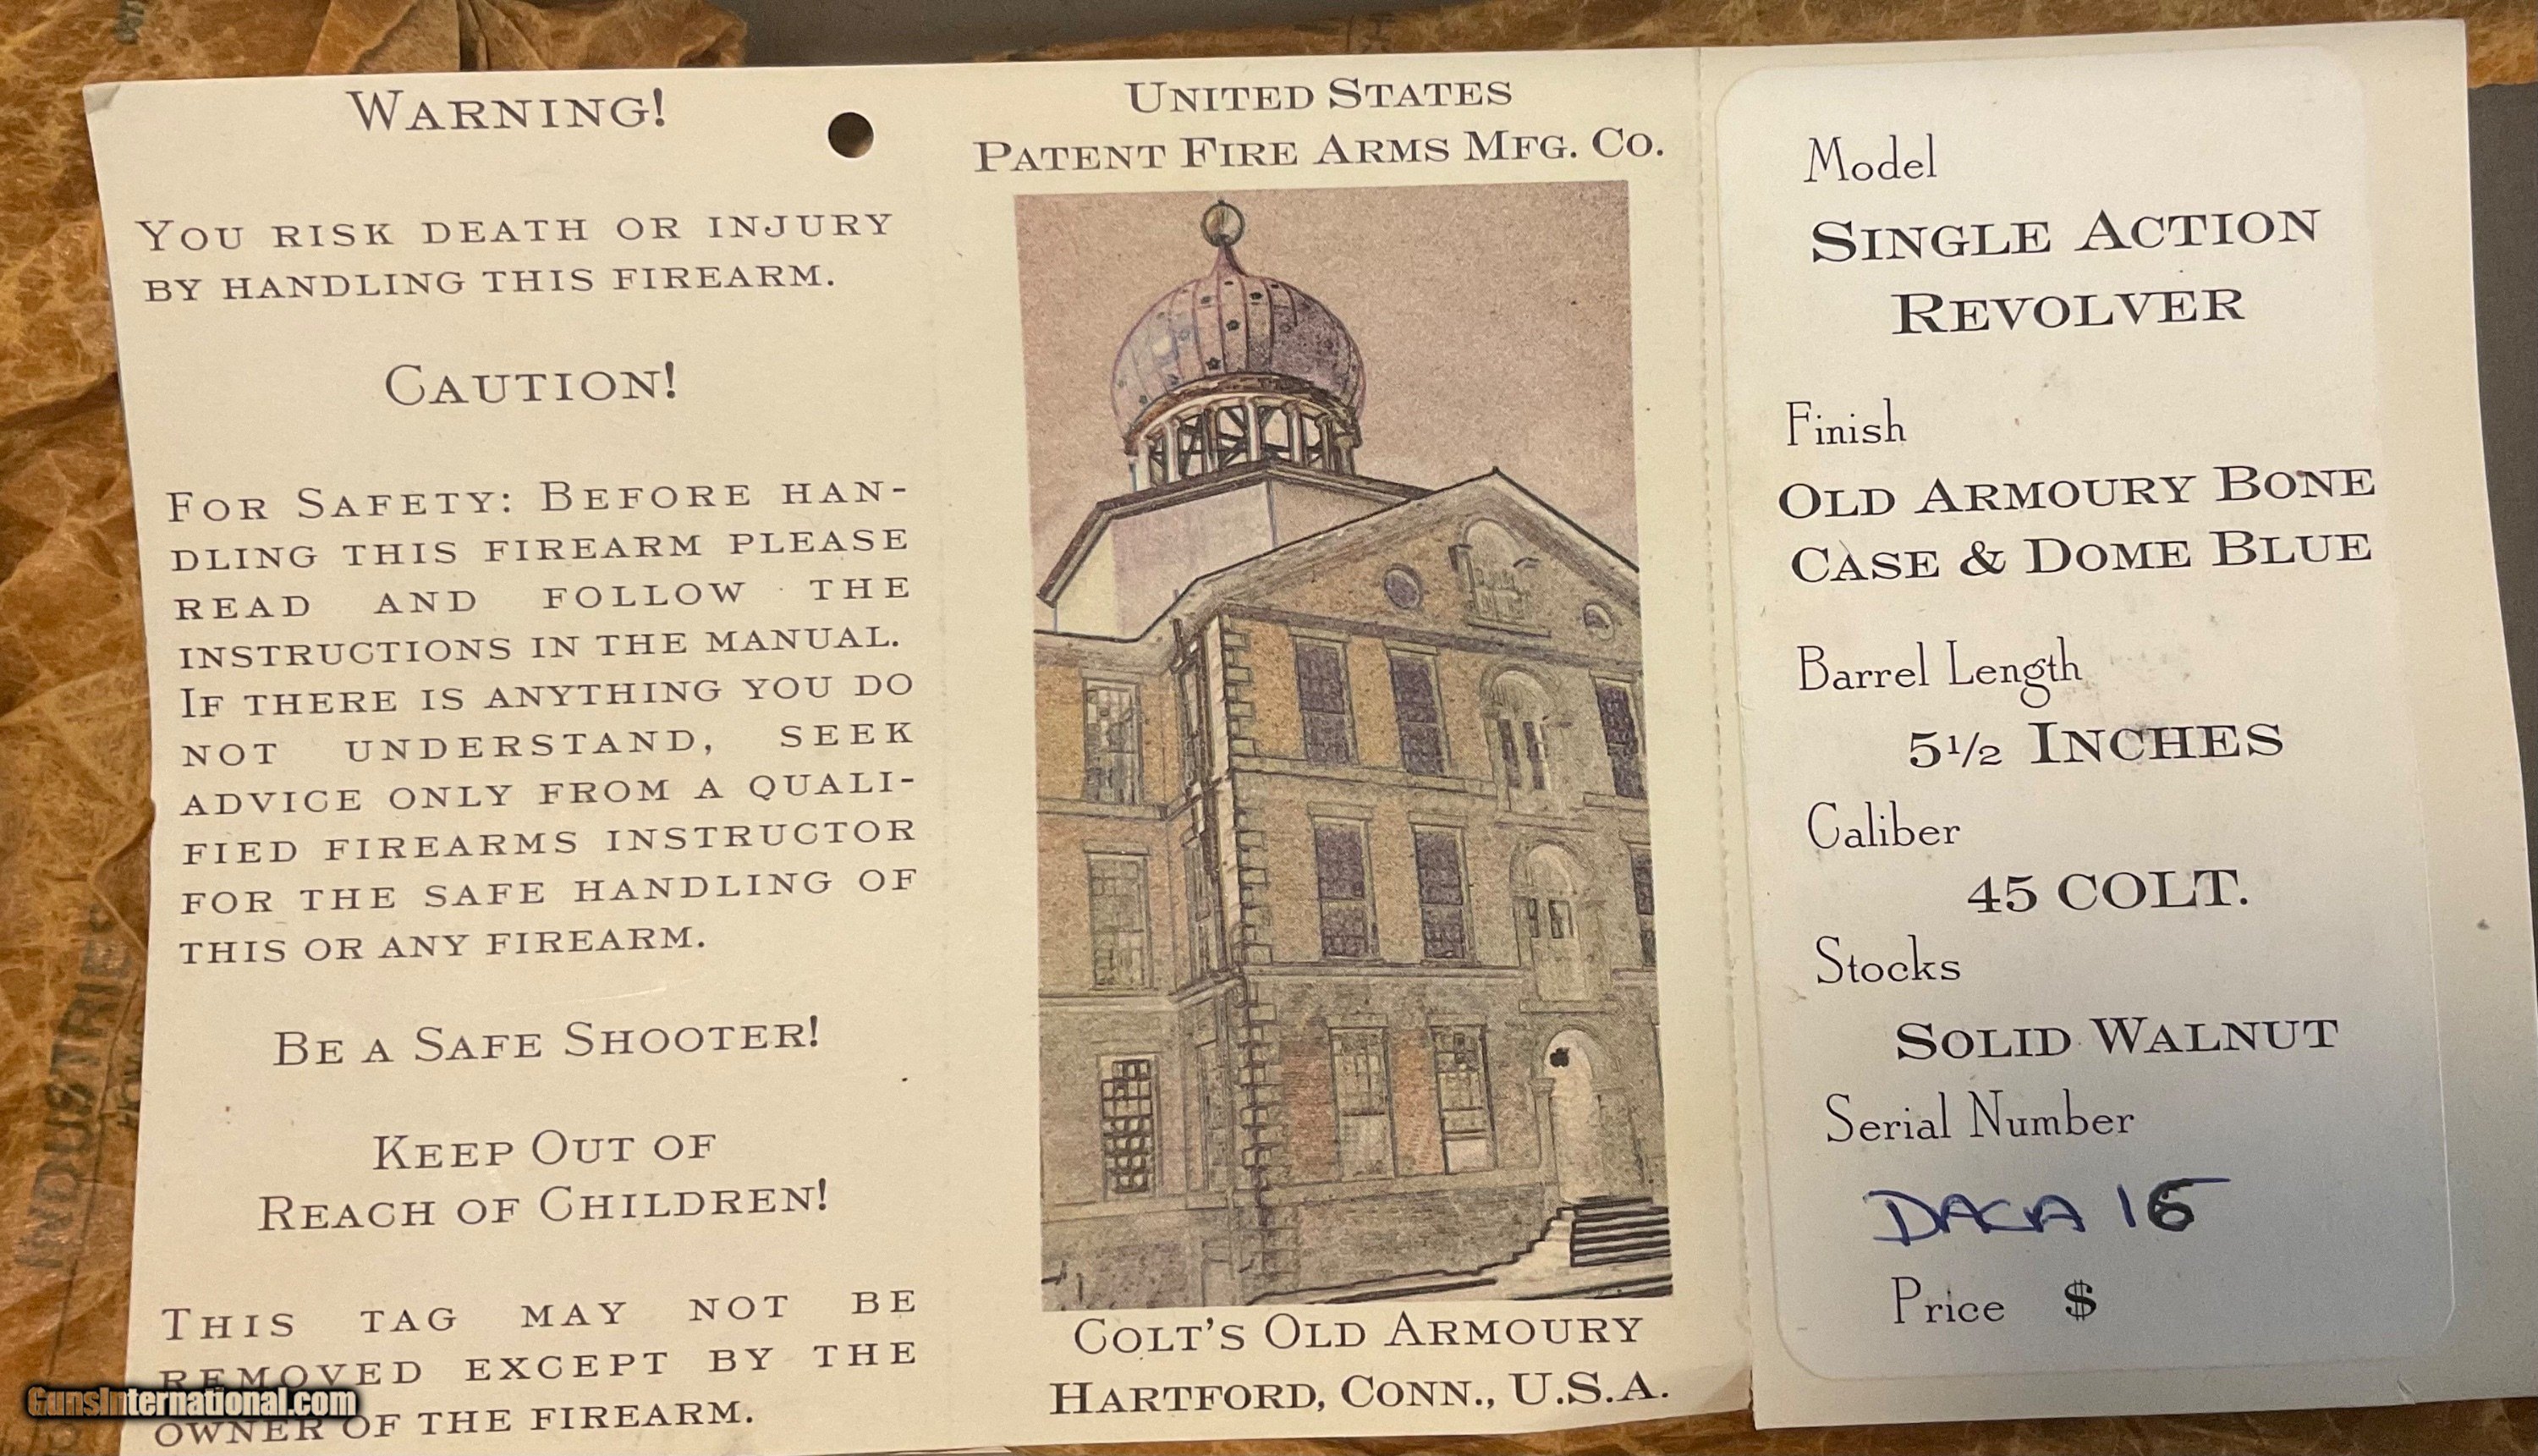 WARNING!
YOU RISK DEATH OR INJURY
BY HANDLING THIS FIREARM.
CAUTION!
FOR SAFETY: BEFORE HAN-
DLING THIS FIREARM PLEASE
READ AND FOLLOW THE
INSTRUCTIONS IN THE MANUAL.
IF THERE IS ANYTHING YOU DO
NOT UNDERSTAND, SEEK
ADVICE ONLY FROM A QUALI-
FIED FIREARMS INSTRUCTOR
FOR THE SAFE HANDLING OF
THIS OR ANY FIREARM.
BE A SAFE SHOOTER!
KEEP OUT OF
REACH OF CHILDREN!
THIS TAG MAY NOT BE
REMOVED EXCEPT BY THE
OWNER OF THE FIREARM.
UNITED STATES
PATENT FIRE ARMS MFG. CO.
COLT'S OLD ARMOURY
HARTFORD, CONN., U.S.A.
Model
SINGLE ACTION
REVOLVER
Finish
OLD ARMOURY BONE
CASE & DOME BLUE
Barrel Length
5 1/2 INCHES
Caliber
45 COLT.
Stocks
SOLID WALNUT
Serial Number
DACA 16
Price $
INDUSTRIES
GunsInternational.com